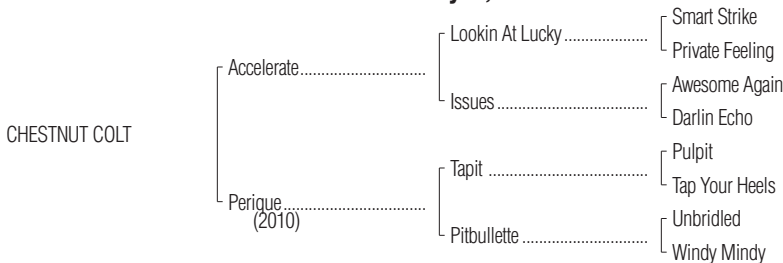 Smart Strike
Lookin At Lucky
Private Feeling
Accelerate
Awesome Again
Issues
Darlin Echo
CHESTNUT COLT
Pulpit
Tapit
Tap Your Heels
Perique
(2010)
Unbridled
Pitbullette
Windy Mindy